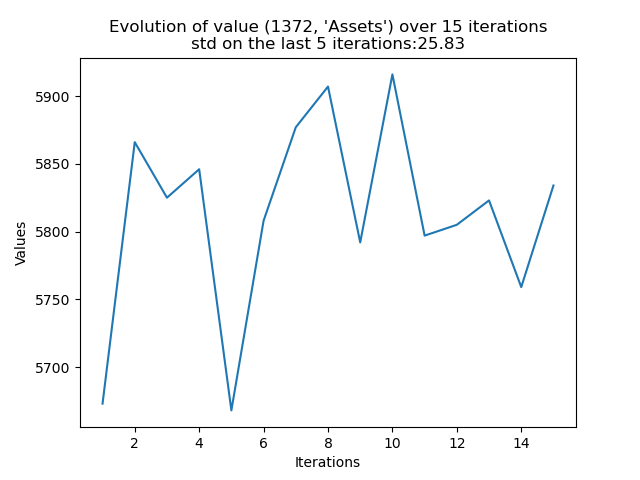 Evolution of value (1372, 'Assets') over 15 iterations
std on the last 5 iterations:25.83
5900
5850
5800
5750
5700
Values
2 4 6 8 10 12 14
Iterations